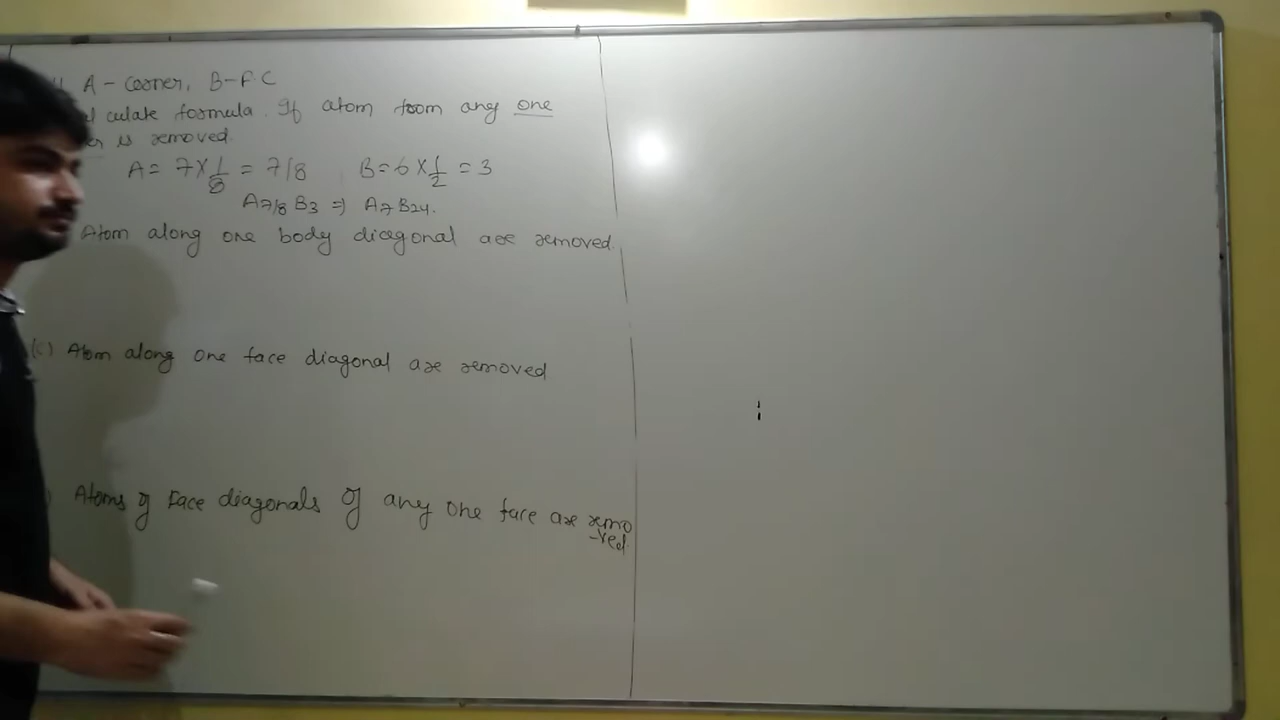 A - Corner, B - F.C
culate formula. If atom from any one
er is removed.
A = 7 X 1/8 = 7/8 B = 6 X 1/2 = 3
A7/8 B3 ⇒ A7 B24.
Atom along one body diagonal are removed.
(c) Atom along one face diagonal are removed
Atoms of Face diagonals of any one face are remo
-ved.